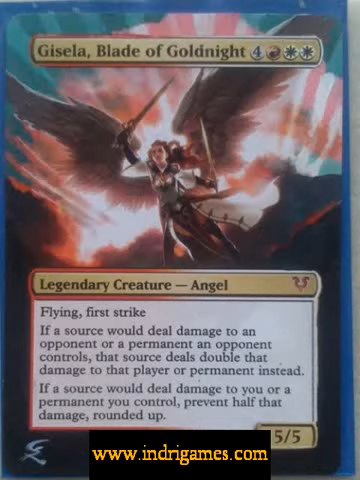 Gisela, Blade of Goldnight 4
Legendary Creature — Angel
Flying, first strike
If a source would deal damage to an
opponent or a permanent an opponent
controls, that source deals double that
damage to that player or permanent instead.
If a source would deal damage to you or a
permanent you control, prevent half that
damage, rounded up.
5/5
www.indrigames.com